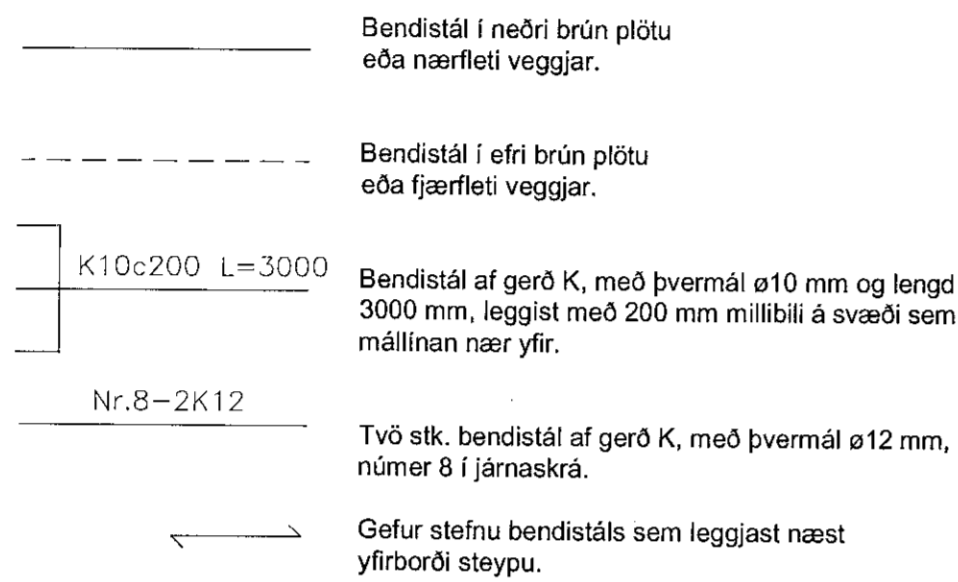 Bendistál í neðri brún plötu
eða nærfleti veggjar.
Bendistál í efri brún plötu
eða fjærfleti veggjar.
K10c200 L=3000
Bendistál af gerð K, með þvermál ø10 mm og lengd
3000 mm, leggist með 200 mm millibili á svæði sem
mállínan nær yfir.
Nr.8-2K12
Tvö stk. bendistál af gerð K, með þvermál ø12 mm,
númer 8 í járnaskrá.
Gefur stefnu bendistáls sem leggjast næst
yfirborði steypu.